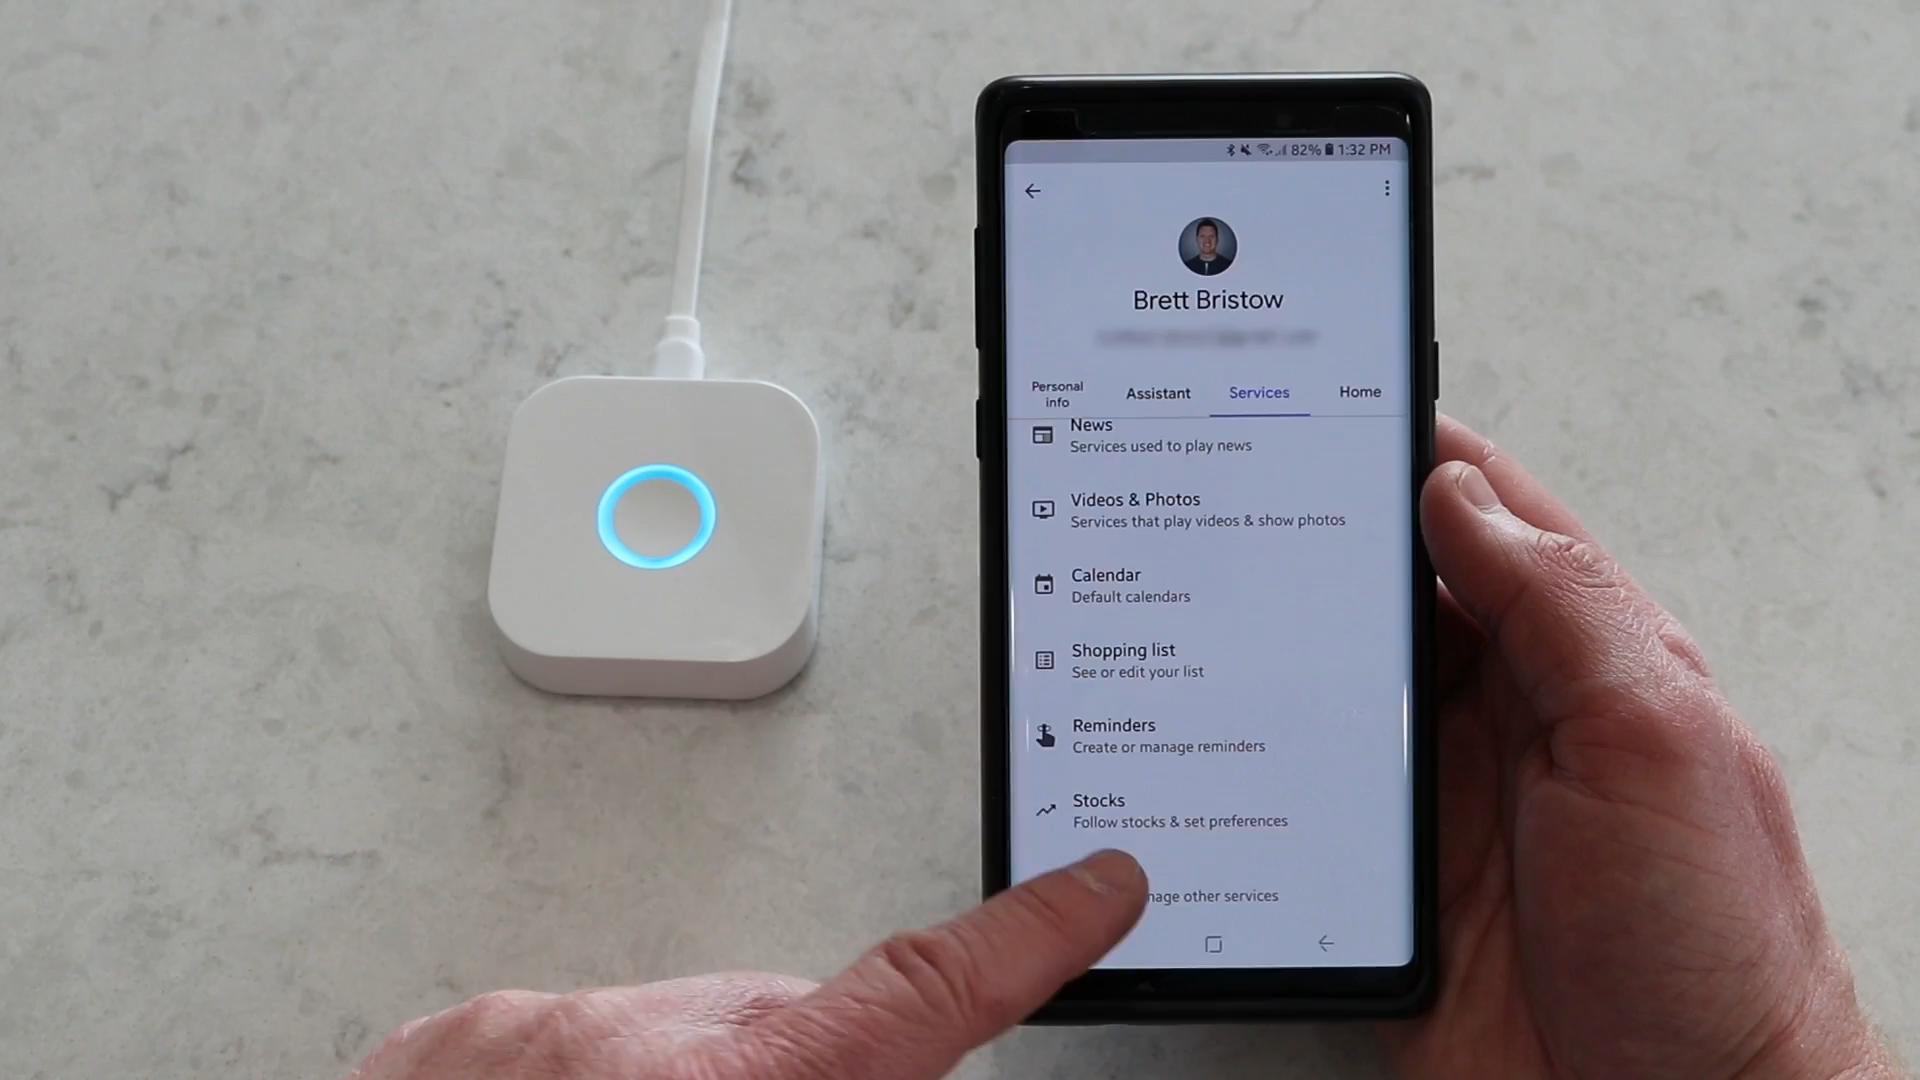 82% 1:32 PM
Brett Bristow
Personal info
Assistant
Services
Home
News
Services used to play news
Videos & Photos
Services that play videos & show photos
Calendar
Default calendars
Shopping list
See or edit your list
Reminders
Create or manage reminders
Stocks
Follow stocks & set preferences
other services